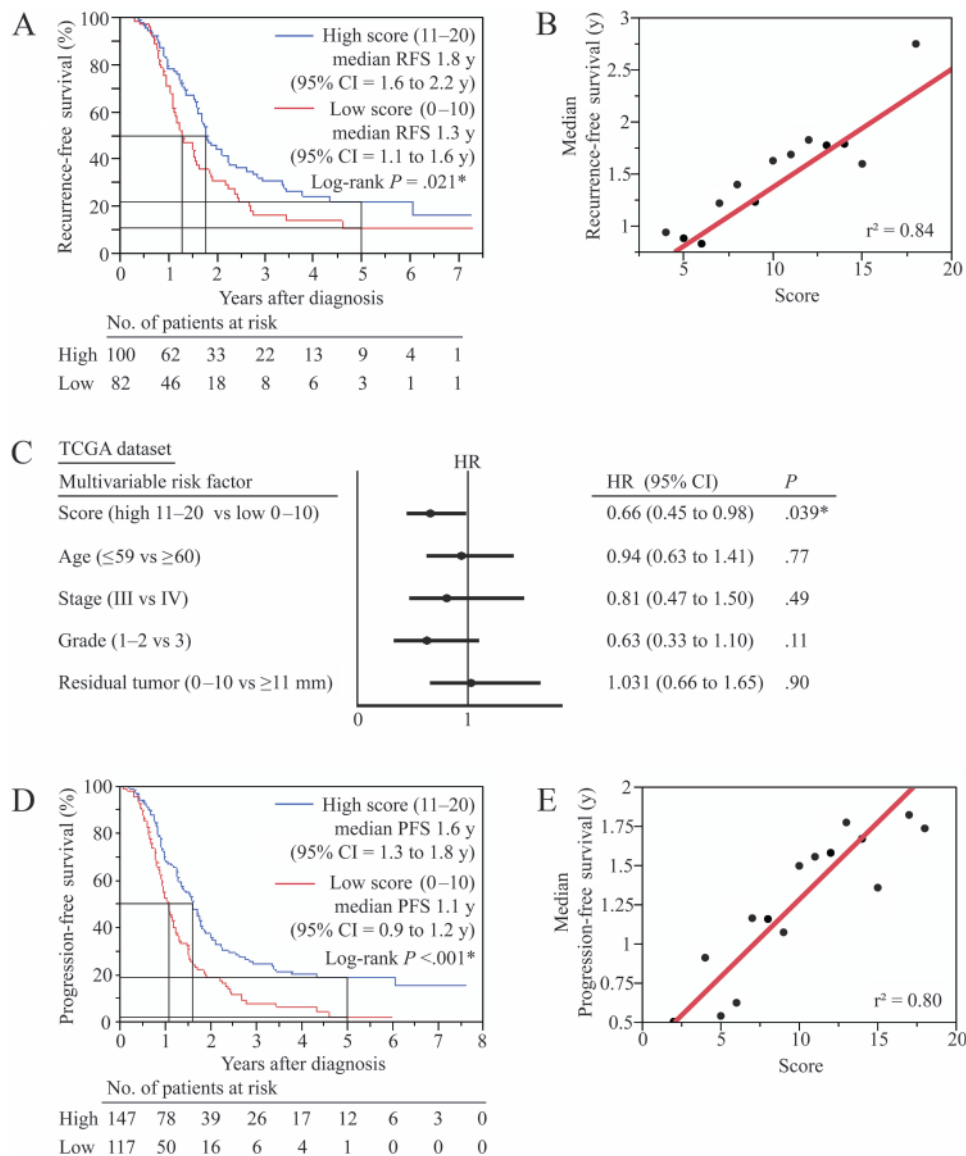 A
Recurrence-free survival (%)
100
80
60
40
20
0
High score (11–20)
median RFS 1.8 y
(95% CI = 1.6 to 2.2 y)
Low score (0–10)
median RFS 1.3 y
(95% CI = 1.1 to 1.6 y)
Log-rank P = .021*
0 1 2 3 4 5 6 7
Years after diagnosis
No. of patients at risk
High 100 62 33 22 13 9 4 1
Low 82 46 18 8 6 3 1 1
B
Median
Recurrence-free survival (y)
3
2.5
2
1.5
1
r² = 0.84
5 10 15 20
Score
C
TCGA dataset
HR
Multivariable risk factor HR (95% CI) P
Score (high 11–20 vs low 0–10) 0.66 (0.45 to 0.98) .039*
Age (≤59 vs ≥60) 0.94 (0.63 to 1.41) .77
Stage (III vs IV) 0.81 (0.47 to 1.50) .49
Grade (1–2 vs 3) 0.63 (0.33 to 1.10) .11
Residual tumor (0–10 vs ≥11 mm) 1.031 (0.66 to 1.65) .90
0 1
D
Progression-free survival (%)
100
80
60
40
20
0
High score (11–20)
median PFS 1.6 y
(95% CI = 1.3 to 1.8 y)
Low score (0–10)
median PFS 1.1 y
(95% CI = 0.9 to 1.2 y)
Log-rank P <.001*
0 1 2 3 4 5 6 7 8
Years after diagnosis
No. of patients at risk
High 147 78 39 26 17 12 6 3 0
Low 117 50 16 6 4 1 0 0 0
E
Median
Progression-free survival (y)
2
1.75
1.5
1.25
1
0.75
0.5
r² = 0.80
0 5 10 15 20
Score